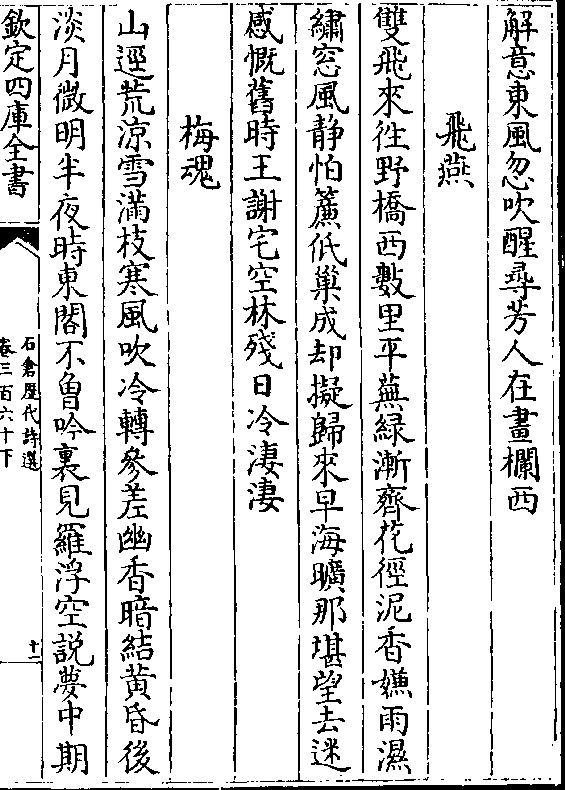 解意東風忽吹醒尋芳人在畫欄西
飛燕
雙飛來徃野橋西數里平蕪緑漸齊花徑泥香嫌雨濕
繡窓風静怕簾低巢成却擬歸來早海曠那堪望去迷
感慨舊時王謝宅空林殘日冷淒淒
梅魂
山逕荒凉雪滿枝寒風吹冷轉參差幽香暗結黄昏後
淡月微明半夜時東閣不曾吟裏見羅浮空説夢中期
欽定四庫全書
石倉歴代詩選
卷三百六十下
十二